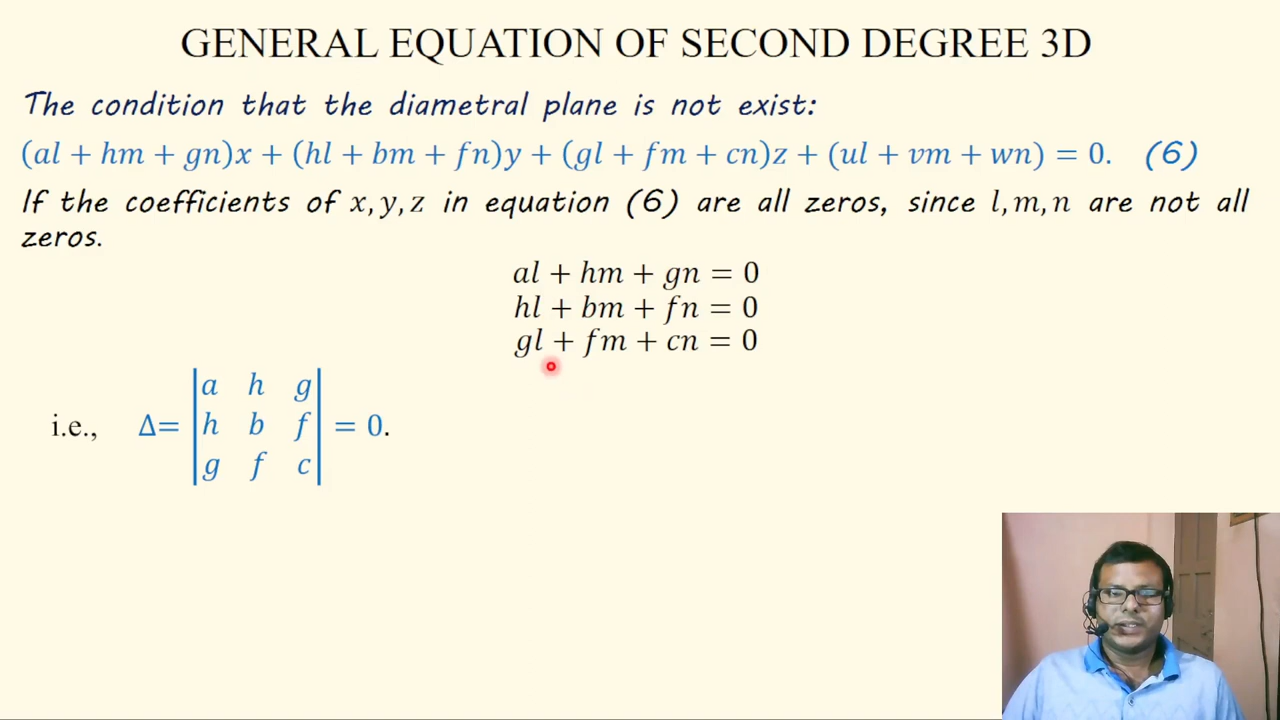 GENERAL EQUATION OF SECOND DEGREE 3D
The condition that the diametral plane is not exist:
(al + hm + gn)x + (hl + bm + fn)y + (gl + fm + cn)z + (ul + vm + wn) = 0. (6)
If the coefficients of x, y, z in equation (6) are all zeros, since l, m, n are not all
zeros.
al + hm + gn = 0
hl + bm + fn = 0
gl + fm + cn = 0
a h g
i.e., Δ= |h b f| = 0.
g f c